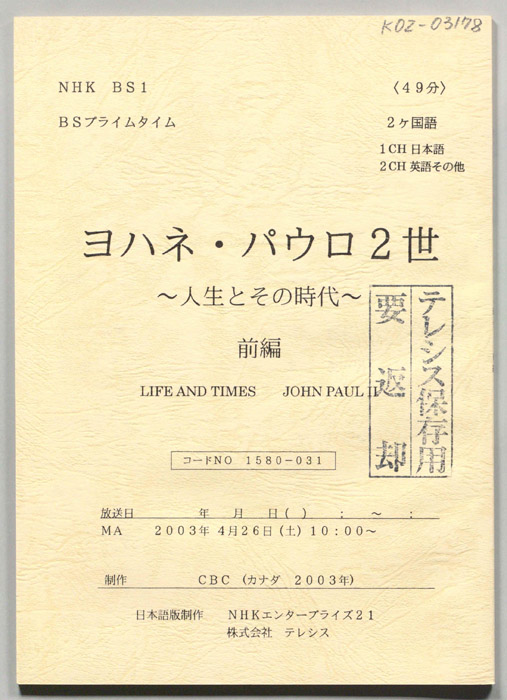 KOZ-03178
NHK BS1 〈49分〉
BSプライムタイム 2ヶ国語
1CH 日本語
2CH 英語その他
ヨハネ・パウロ2世
～人生とその時代～
前編
LIFE AND TIMES JOHN PAUL II
テレシス保存用
要返却
コードNO 1580-031
放送日 年 月 日( ) : ～ :
MA 2003年 4月26日(土) 10:00～
制作 CBC (カナダ 2003年)
日本語版制作 NHKエンタープライズ21
株式会社 テレシス